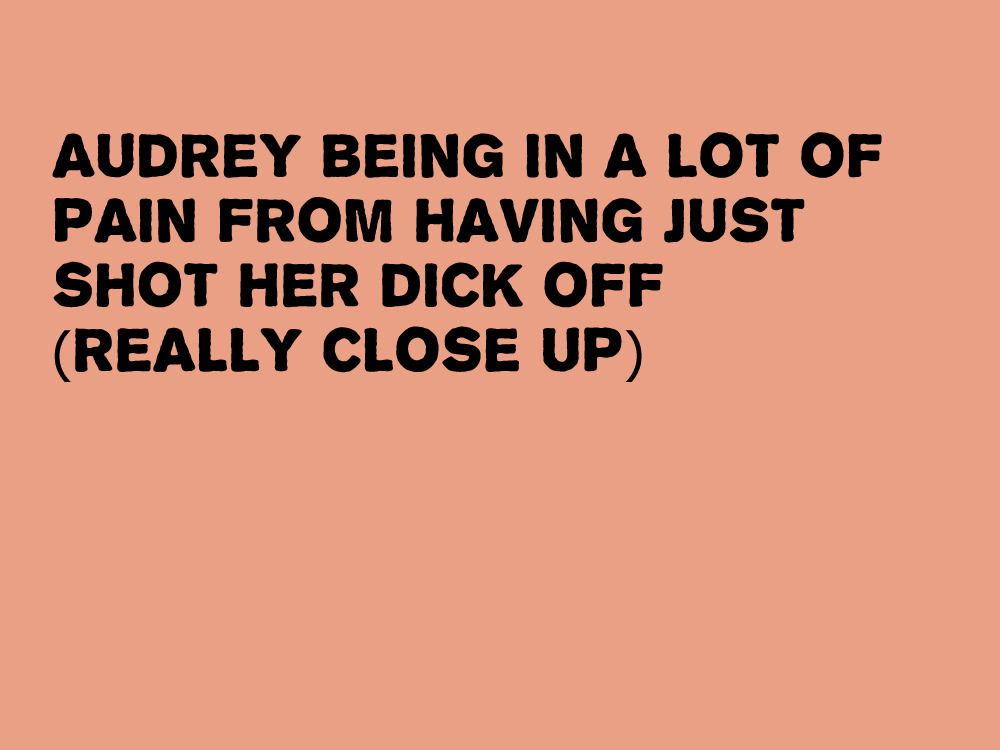 AUDREY BEING IN A LOT OF
PAIN FROM HAVING JUST
SHOT HER DICK OFF
(REALLY CLOSE UP)